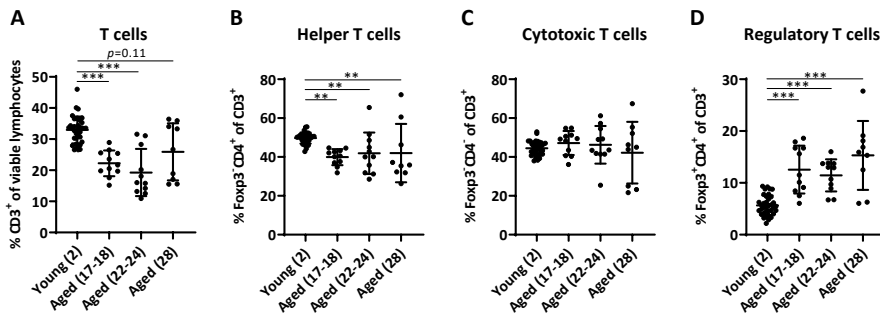 A
T cells
p=0.11
***
***
% CD3⁺ of viable lymphocytes
50
40
30
20
10
0
Young (2)
Aged (17-18)
Aged (22-24)
Aged (28)
B
Helper T cells
**
**
**
% Foxp3⁻CD4⁺ of CD3⁺
80
60
40
20
0
Young (2)
Aged (17-18)
Aged (22-24)
Aged (28)
C
Cytotoxic T cells
% Foxp3⁻CD4⁻ of CD3⁺
80
60
40
20
0
Young (2)
Aged (17-18)
Aged (22-24)
Aged (28)
D
Regulatory T cells
***
***
***
% Foxp3⁺CD4⁺ of CD3⁺
30
20
10
0
Young (2)
Aged (17-18)
Aged (22-24)
Aged (28)